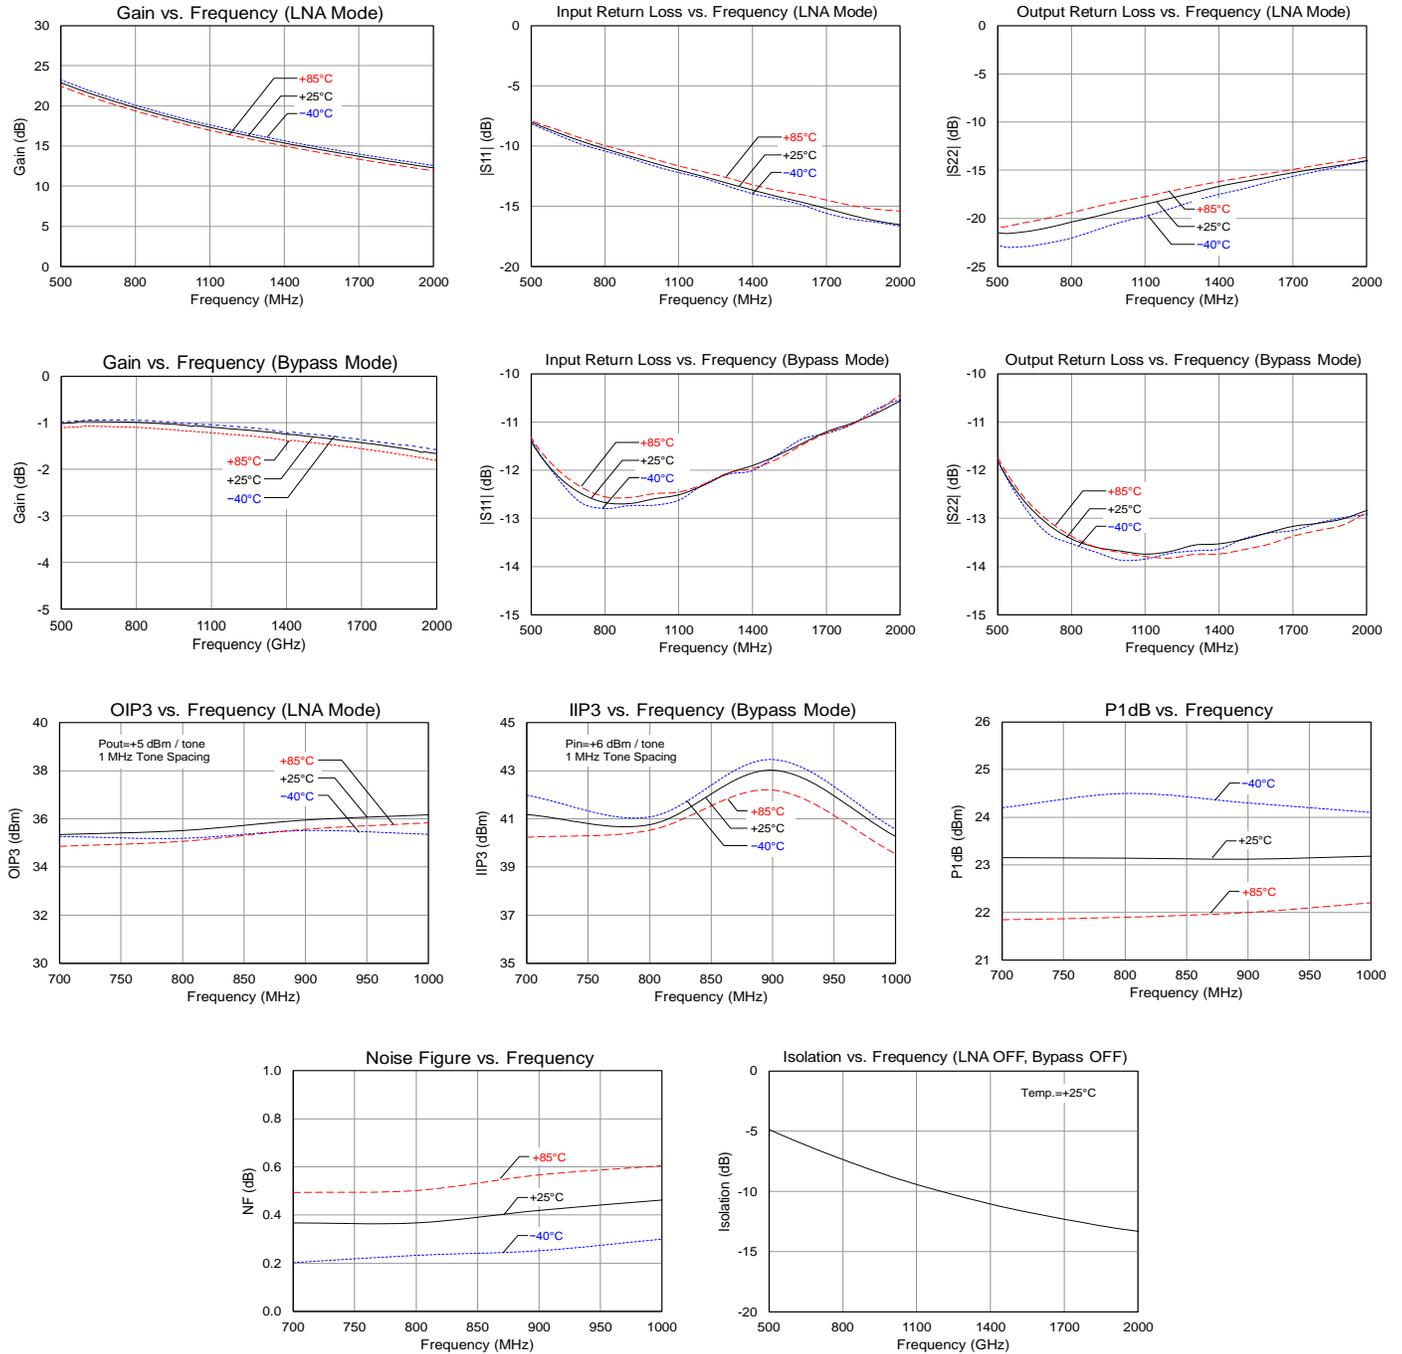 Gain vs. Frequency (LNA Mode)
30
25
20
15
10
5
0
Gain (dB)
+85°C
+25°C
−40°C
500 800 1100 1400 1700 2000
Frequency (MHz)
Input Return Loss vs. Frequency (LNA Mode)
-0
-5
-10
-15
-20
|S11| (dB)
+85°C
+25°C
−40°C
500 800 1100 1400 1700 2000
Frequency (MHz)
Output Return Loss vs. Frequency (LNA Mode)
0
-5
-10
-15
-20
-25
|S22| (dB)
+85°C
+25°C
−40°C
500 800 1100 1400 1700 2000
Frequency (MHz)
Gain vs. Frequency (Bypass Mode)
0
-1
-2
-3
-4
-5
Gain (dB)
+85°C
+25°C
−40°C
500 800 1100 1400 1700 2000
Frequency (GHz)
Input Return Loss vs. Frequency (Bypass Mode)
-10
-11
-12
-13
-14
-15
|S11| (dB)
+85°C
+25°C
−40°C
500 800 1100 1400 1700 2000
Frequency (MHz)
Output Return Loss vs. Frequency (Bypass Mode)
-10
-11
-12
-13
-14
-15
|S22| (dB)
+85°C
+25°C
−40°C
500 800 1100 1400 1700 2000
Frequency (MHz)
OIP3 vs. Frequency (LNA Mode)
40
38
36
34
32
30
OIP3 (dBm)
Pout=+5 dBm / tone
1 MHz Tone Spacing
+85°C
+25°C
−40°C
700 750 800 850 900 950 1000
Frequency (MHz)
IIP3 vs. Frequency (Bypass Mode)
45
43
41
39
37
35
IIP3 (dBm)
Pin=+6 dBm / tone
1 MHz Tone Spacing
+85°C
+25°C
−40°C
700 750 800 850 900 950 1000
Frequency (MHz)
P1dB vs. Frequency
26
25
24
23
22
21
P1dB (dBm)
−40°C
+25°C
+85°C
700 750 800 850 900 950 1000
Frequency (MHz)
Noise Figure vs. Frequency
1.0
0.8
0.6
0.4
0.2
0.0
NF (dB)
+85°C
+25°C
−40°C
700 750 800 850 900 950 1000
Frequency (MHz)
Isolation vs. Frequency (LNA OFF, Bypass OFF)
0
-5
-10
-15
-20
Isolation (dB)
Temp.=+25°C
500 800 1100 1400 1700 2000
Frequency (GHz)